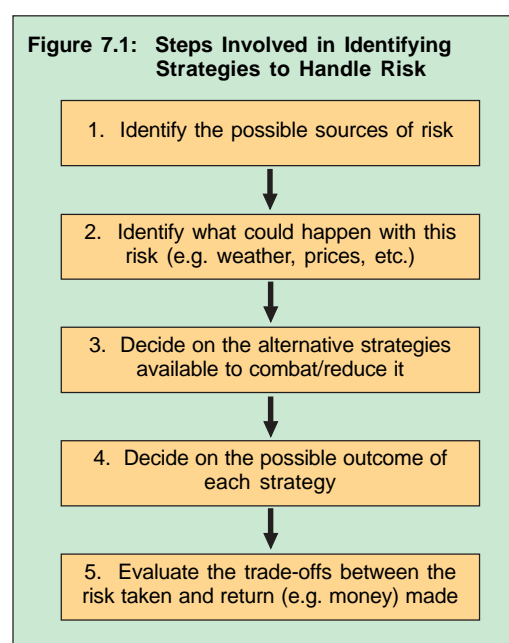 Figure 7.1: Steps Involved in Identifying
Strategies to Handle Risk
1. Identify the possible sources of risk
2. Identify what could happen with this
risk (e.g. weather, prices, etc.)
3. Decide on the alternative strategies
available to combat/reduce it
4. Decide on the possible outcome of
each strategy
5. Evaluate the trade-offs between the
risk taken and return (e.g. money) made